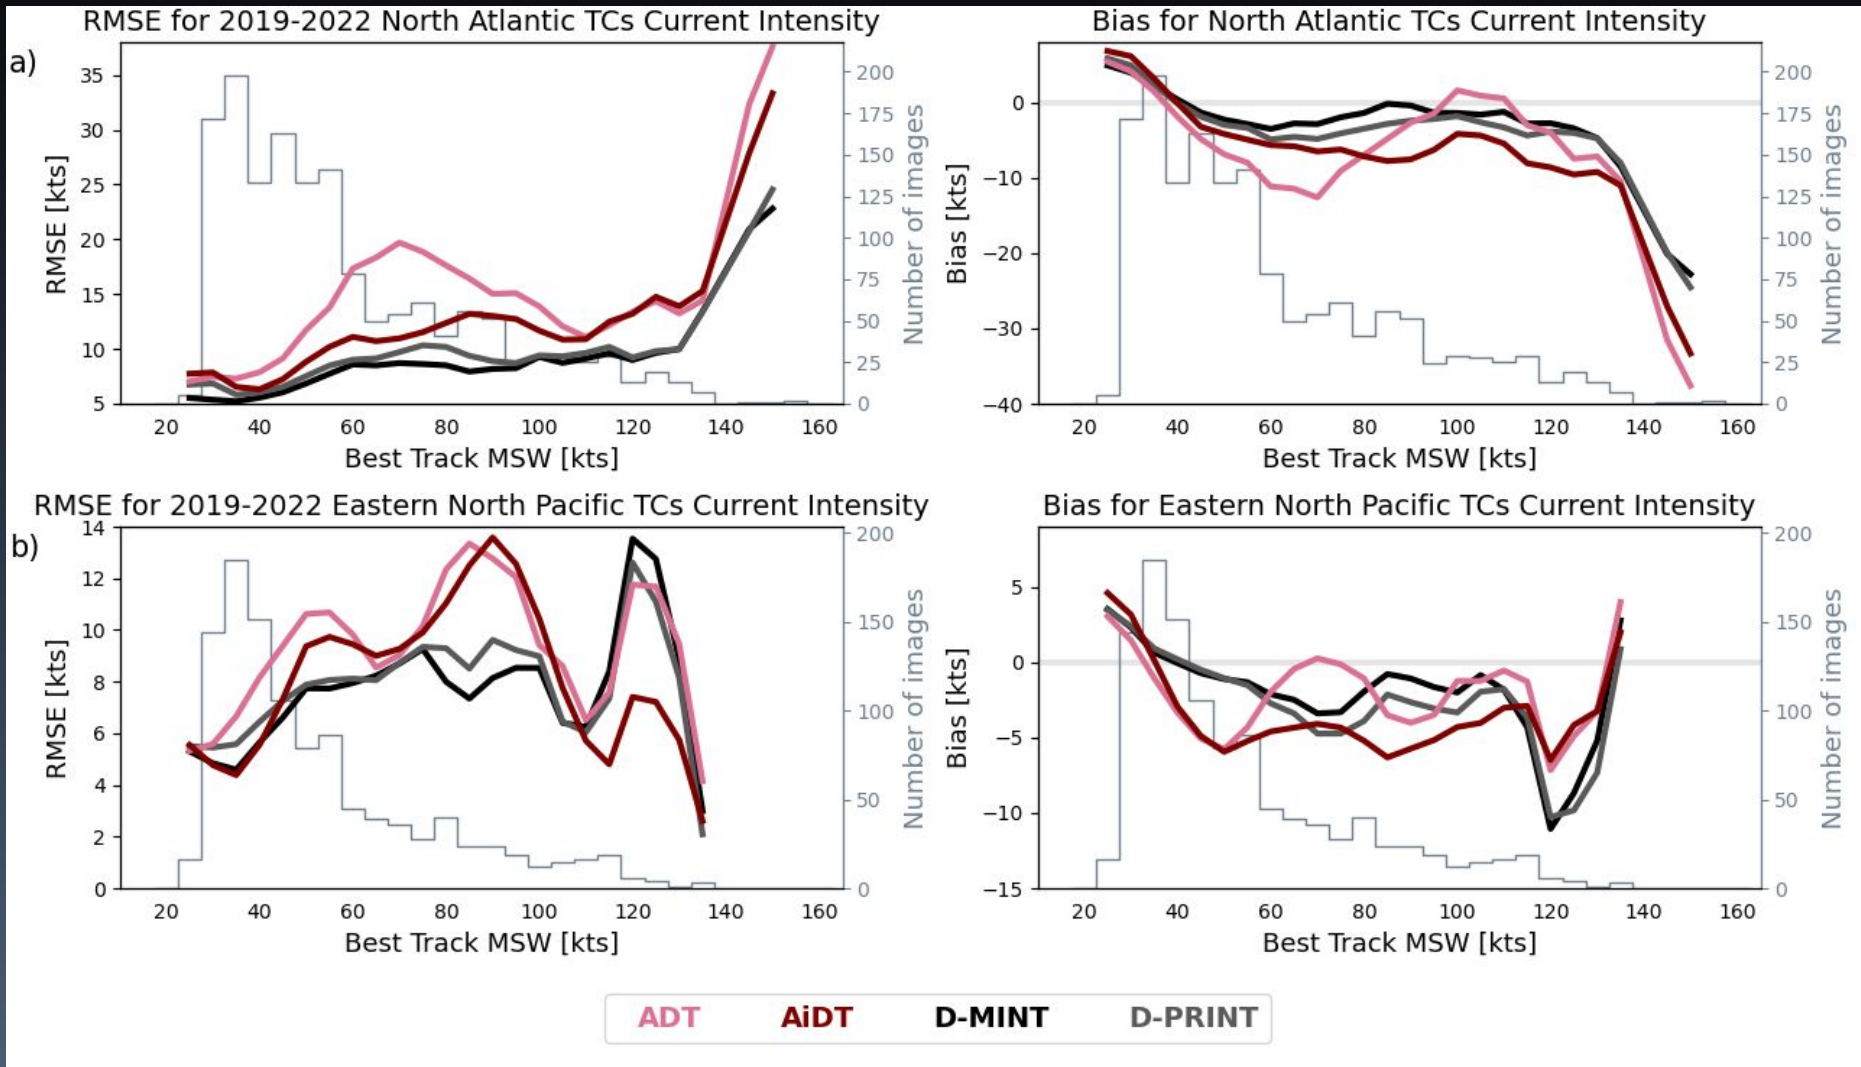 RMSE for 2019-2022 North Atlantic TCs Current Intensity
Bias for North Atlantic TCs Current Intensity
a)
RMSE [kts]
35
30
25
20
15
10
5
200
175
150
125
100
75
50
25
0
Number of images
20 40 60 80 100 120 140 160
Best Track MSW [kts]
Bias [kts]
0
−10
−20
−30
−40
200
175
150
125
100
75
50
25
0
Number of images
20 40 60 80 100 120 140 160
Best Track MSW [kts]
RMSE for 2019-2022 Eastern North Pacific TCs Current Intensity
Bias for Eastern North Pacific TCs Current Intensity
b)
RMSE [kts]
14
12
10
8
6
4
2
0
200
150
100
50
0
Number of images
20 40 60 80 100 120 140 160
Best Track MSW [kts]
Bias [kts]
5
0
−5
−10
−15
200
150
100
50
0
Number of images
20 40 60 80 100 120 140 160
Best Track MSW [kts]
ADT AiDT D-MINT D-PRINT